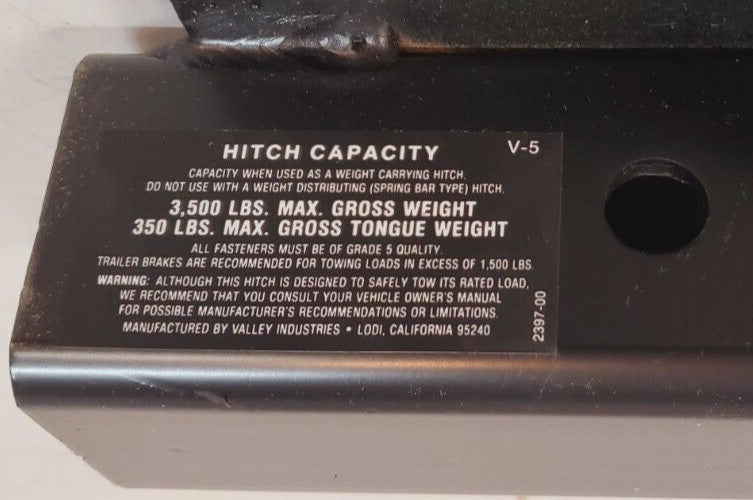 HITCH CAPACITY V-5
CAPACITY WHEN USED AS A WEIGHT CARRYING HITCH.
DO NOT USE WITH A WEIGHT DISTRIBUTING (SPRING BAR TYPE) HITCH.
3,500 LBS. MAX. GROSS WEIGHT
350 LBS. MAX. GROSS TONGUE WEIGHT
ALL FASTENERS MUST BE OF GRADE 5 QUALITY.
TRAILER BRAKES ARE RECOMMENDED FOR TOWING LOADS IN EXCESS OF 1,500 LBS.
WARNING: ALTHOUGH THIS HITCH IS DESIGNED TO SAFELY TOW ITS RATED LOAD,
WE RECOMMEND THAT YOU CONSULT YOUR VEHICLE OWNER'S MANUAL
FOR POSSIBLE MANUFACTURER'S RECOMMENDATIONS OR LIMITATIONS.
MANUFACTURED BY VALLEY INDUSTRIES • LODI, CALIFORNIA 95240
2397-00